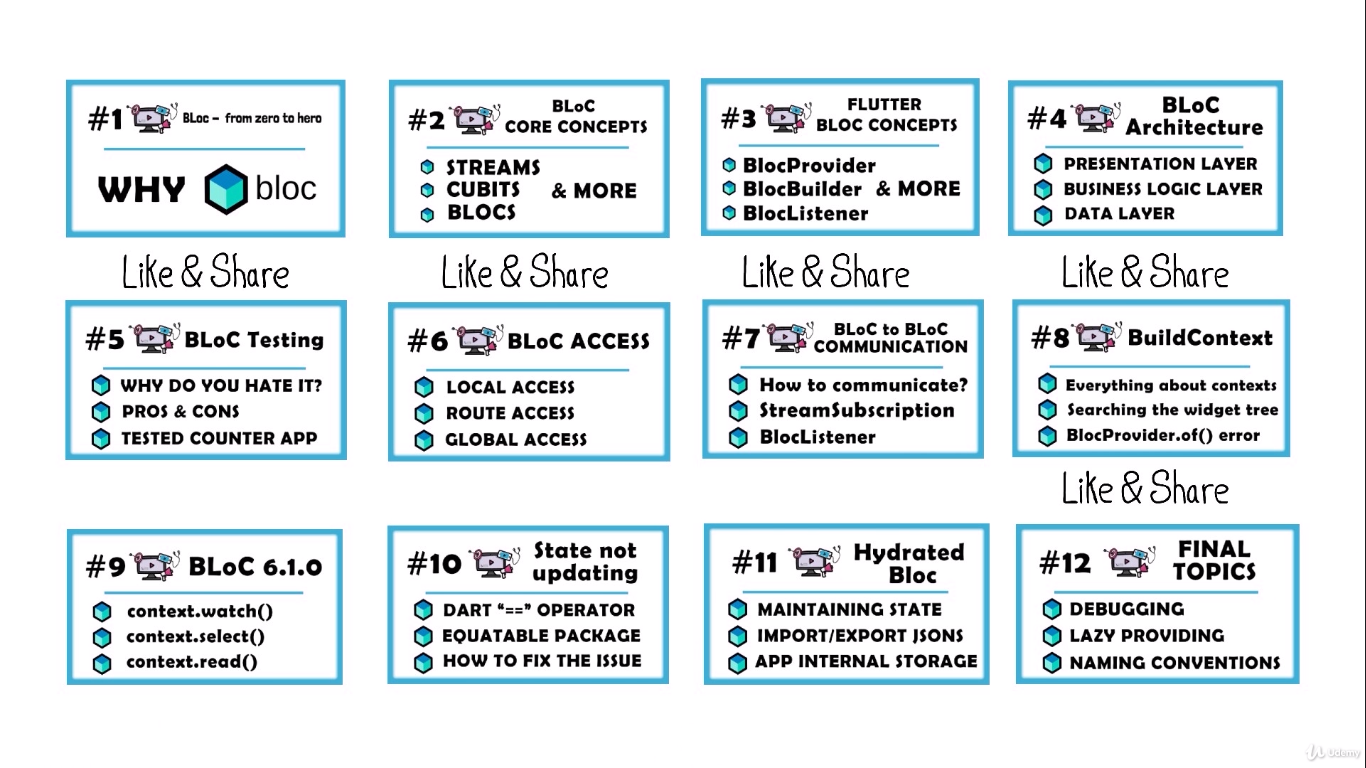 #1 BLoc - from zero to hero
WHY bloc
#2 BLoC
CORE CONCEPTS
STREAMS
CUBITS & MORE
BLOCS
#3 FLUTTER
BLOC CONCEPTS
BlocProvider
BlocBuilder & MORE
BlocListener
#4 BLoC
Architecture
PRESENTATION LAYER
BUSINESS LOGIC LAYER
DATA LAYER
Like & Share
Like & Share
Like & Share
Like & Share
#5 BLoC Testing
WHY DO YOU HATE IT?
PROS & CONS
TESTED COUNTER APP
#6 BLoC ACCESS
LOCAL ACCESS
ROUTE ACCESS
GLOBAL ACCESS
#7 BLoC to BLoC
COMMUNICATION
How to communicate?
StreamSubscription
BlocListener
#8 BuildContext
Everything about contexts
Searching the widget tree
BlocProvider.of() error
Like & Share
#9 BLoC 6.1.0
context.watch()
context.select()
context.read()
#10 State not
updating
DART “==” OPERATOR
EQUATABLE PACKAGE
HOW TO FIX THE ISSUE
#11 Hydrated
Bloc
MAINTAINING STATE
IMPORT/EXPORT JSONS
APP INTERNAL STORAGE
#12 FINAL
TOPICS
DEBUGGING
LAZY PROVIDING
NAMING CONVENTIONS
Udemy